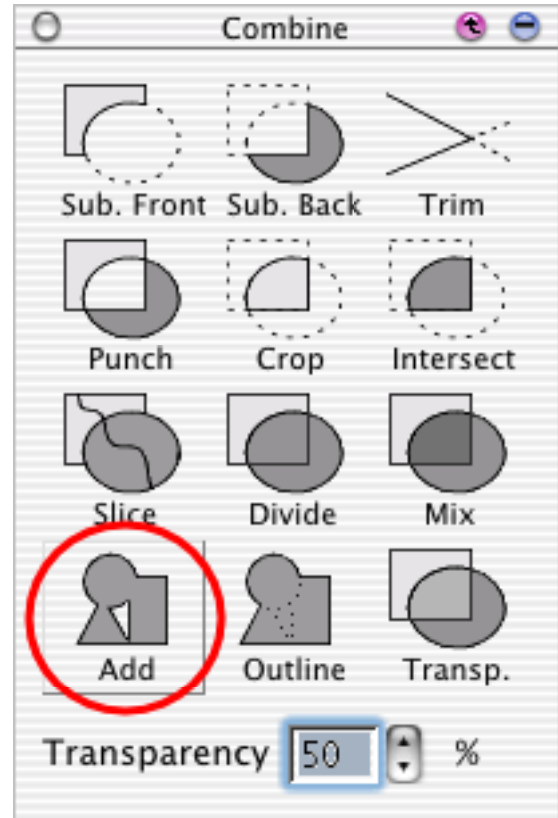 Combine
Sub. Front Sub. Back Trim
Punch Crop Intersect
Slice Divide Mix
Add Outline Transp.
Transparency 50 %